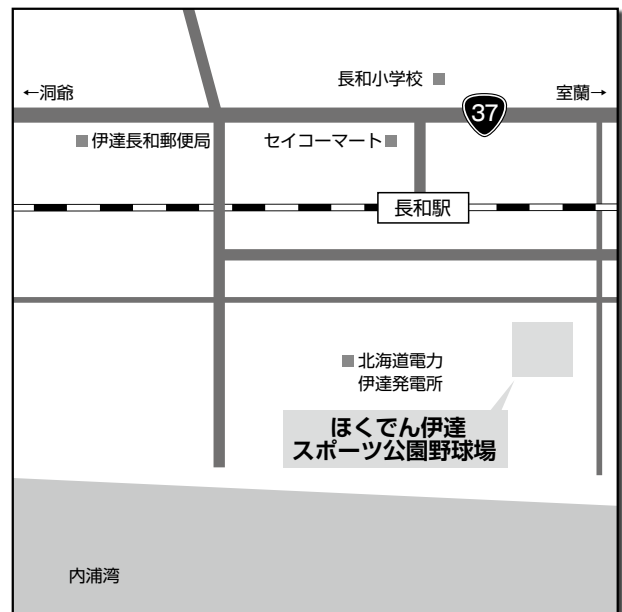 長和小学校
←洞爺
室蘭→
37
伊達長和郵便局
セイコーマート
長和駅
北海道電力
伊達発電所
ほくでん伊達
スポーツ公園野球場
内浦湾